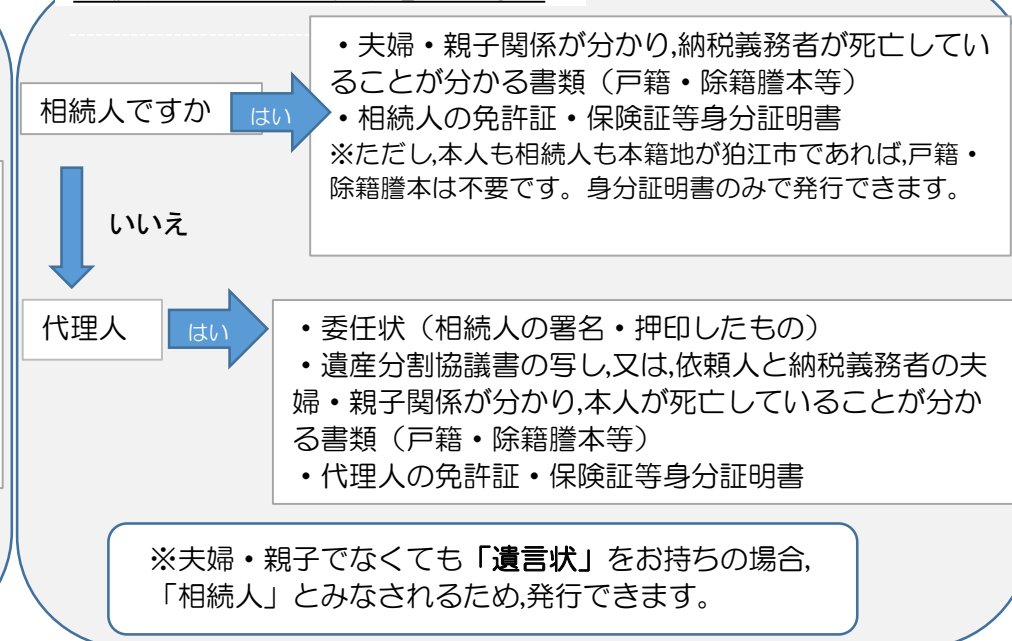 ・夫婦・親子関係が分かり,納税義務者が死亡してい
ることが分かる書類（戸籍・除籍謄本等）
・相続人の免許証・保険証等身分証明書
※ただし,本人も相続人も本籍地が狛江市であれば,戸籍・
除籍謄本は不要です。身分証明書のみで発行できます。
相続人ですか
はい
いいえ
代理人
はい
・委任状（相続人の署名・押印したもの）
・遺産分割協議書の写し,又は,依頼人と納税義務者の夫
婦・親子関係が分かり,本人が死亡していることが分か
る書類（戸籍・除籍謄本等）
・代理人の免許証・保険証等身分証明書
※夫婦・親子でなくても「遺言状」をお持ちの場合,
「相続人」とみなされるため,発行できます。